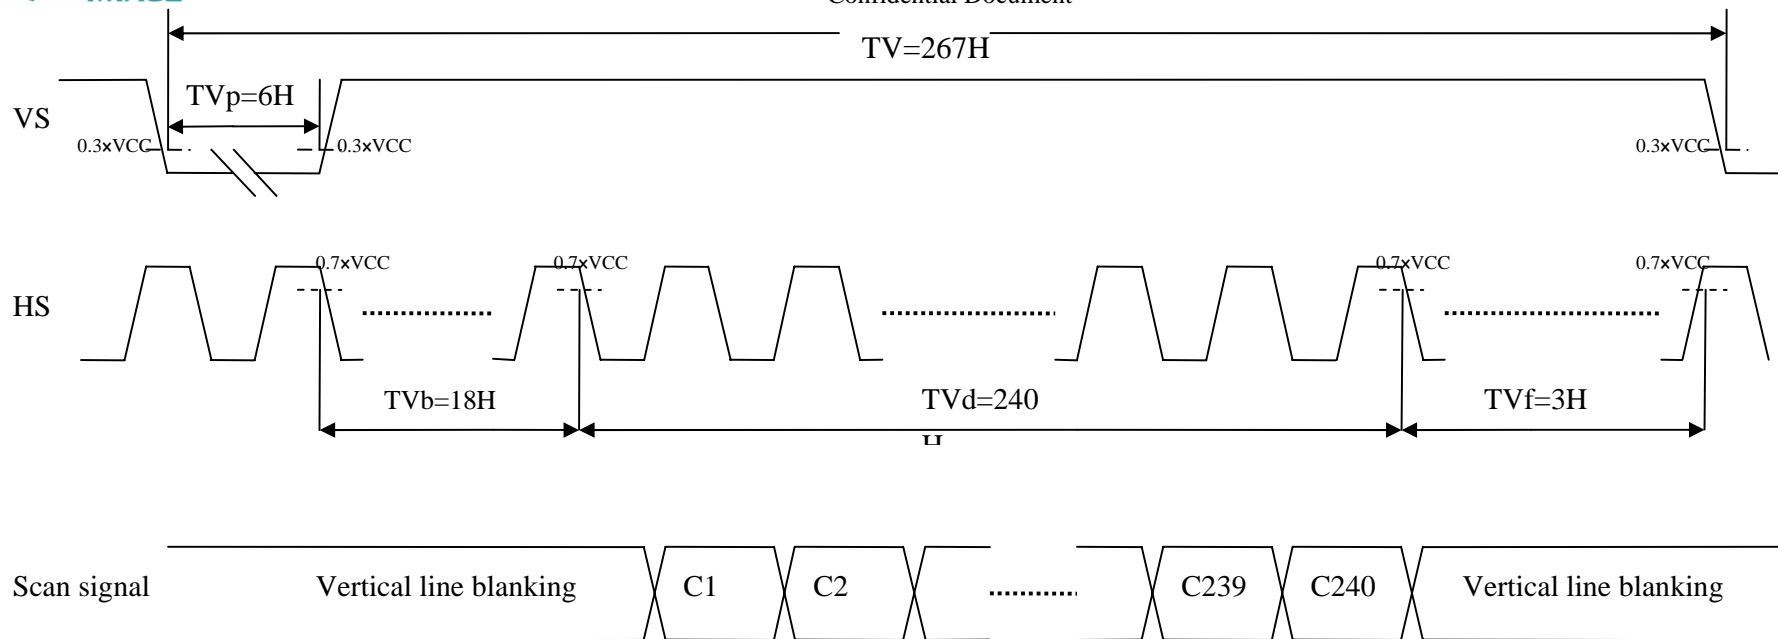 Confidential Document
TV=267H
TVp=6H
VS
0.3×VCC
0.3×VCC
0.3×VCC
0.7×VCC
0.7×VCC
0.7×VCC
0.7×VCC
HS
TVb=18H
TVd=240
H
TVf=3H
Scan signal
Vertical line blanking
C1
C2
C239
C240
Vertical line blanking